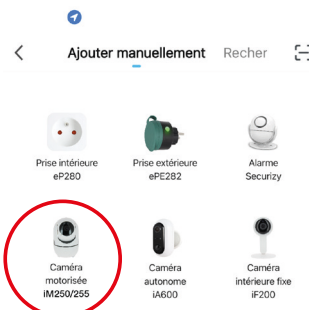 Ajouter manuellement Recher
Prise intérieure Prise extérieure Alarme
eP280 ePE282 Securizy
Caméra Caméra Caméra
motorisée autonome intérieure fixe
iM250/255 iA600 iF200